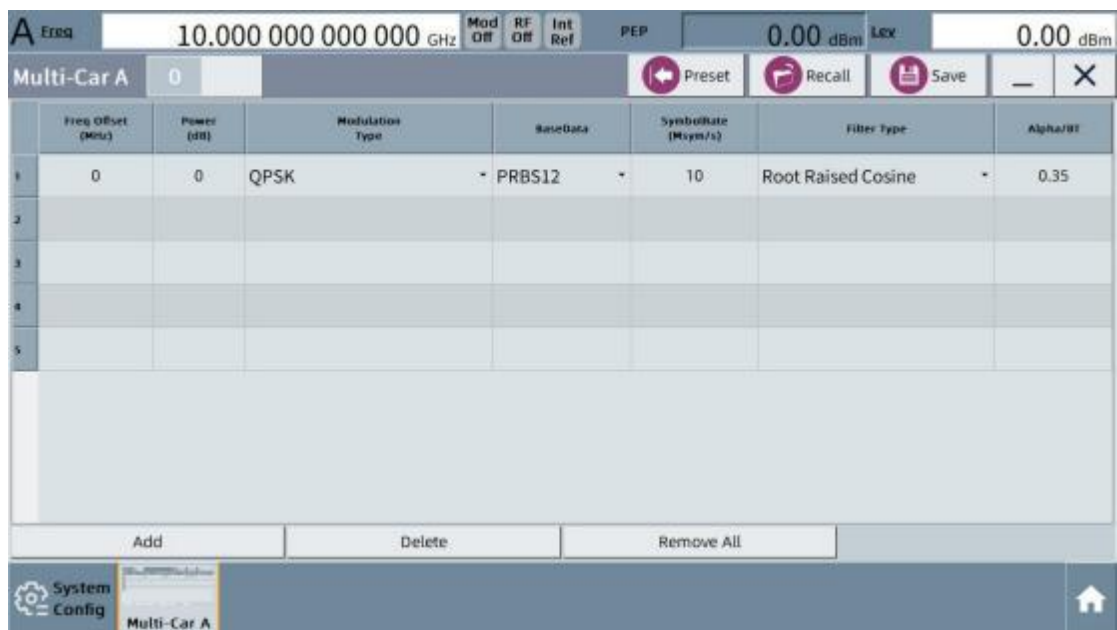 A Freq 10.000 000 000 000 GHz Mod Off RF Off Int Ref PEP 0.00 dBm Lev 0.00 dBm
Multi-Car A 0 Preset Recall Save
Freq Offset (MHz) Power (dB) Modulation Type BaseData SymbolRate (Msym/s) Filter Type Alpha/BT
1 0 0 QPSK PRBS12 10 Root Raised Cosine 0.35
2
3
4
5
Add Delete Remove All
System Config Multi-Car A